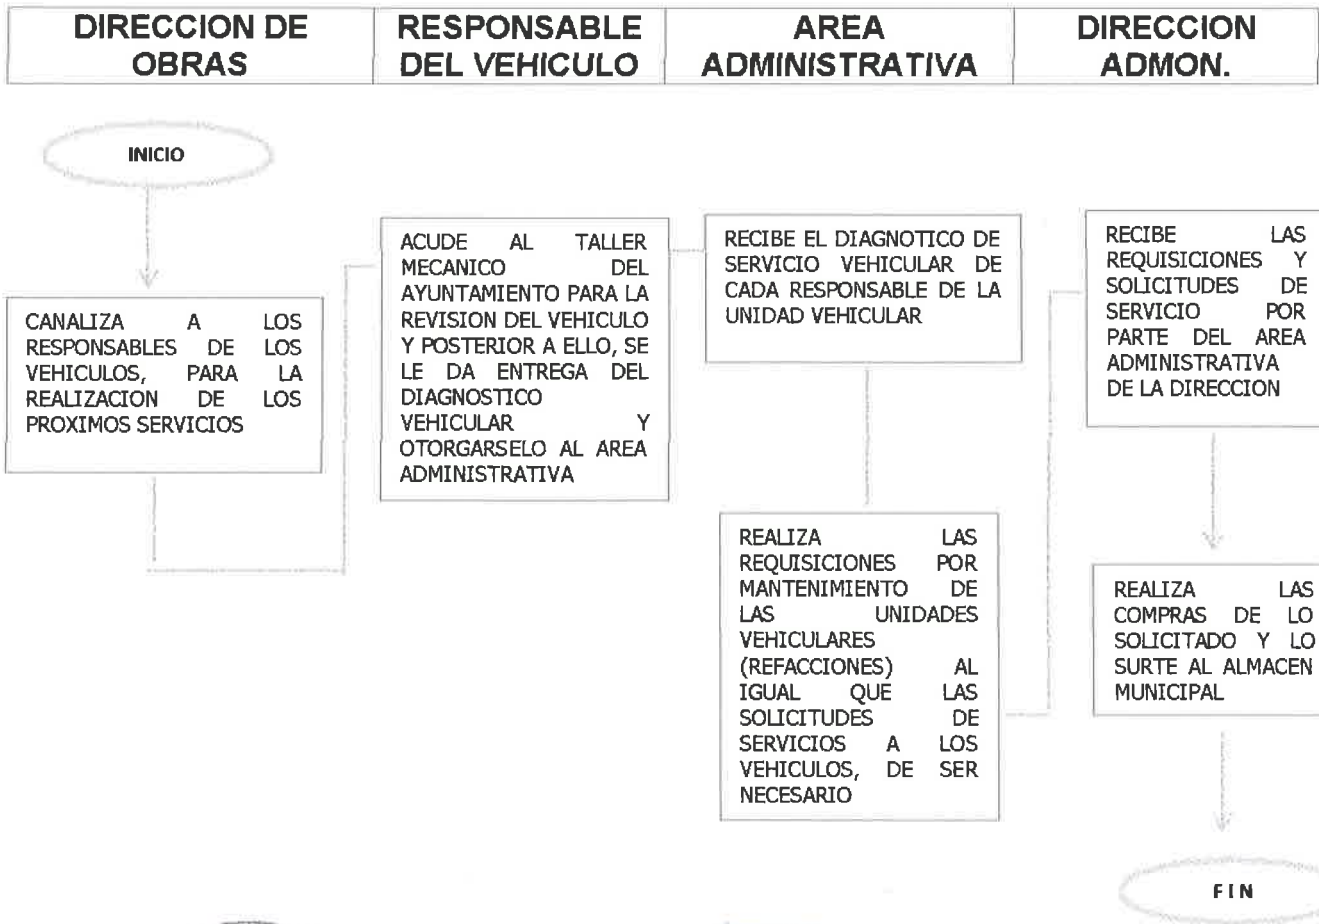 DIRECCION DE
OBRAS
RESPONSABLE
DEL VEHICULO
AREA
ADMINISTRATIVA
DIRECCION
ADMON.
INICIO
CANALIZA A LOS
RESPONSABLES DE LOS
VEHICULOS, PARA LA
REALIZACION DE LOS
PROXIMOS SERVICIOS
ACUDE AL TALLER
MECANICO DEL
AYUNTAMIENTO PARA LA
REVISION DEL VEHICULO
Y POSTERIOR A ELLO, SE
LE DA ENTREGA DEL
DIAGNOSTICO
VEHICULAR Y
OTORGARSELO AL AREA
ADMINISTRATIVA
RECIBE EL DIAGNOTICO DE
SERVICIO VEHICULAR DE
CADA RESPONSABLE DE LA
UNIDAD VEHICULAR
REALIZA LAS
REQUISICIONES POR
MANTENIMIENTO DE
LAS UNIDADES
VEHICULARES
(REFACCIONES) AL
IGUAL QUE LAS
SOLICITUDES DE
SERVICIOS A LOS
VEHICULOS, DE SER
NECESARIO
RECIBE LAS
REQUISICIONES Y
SOLICITUDES DE
SERVICIO POR
PARTE DEL AREA
ADMINISTRATIVA
DE LA DIRECCION
REALIZA LAS
COMPRAS DE LO
SOLICITADO Y LO
SURTE AL ALMACEN
MUNICIPAL
FIN